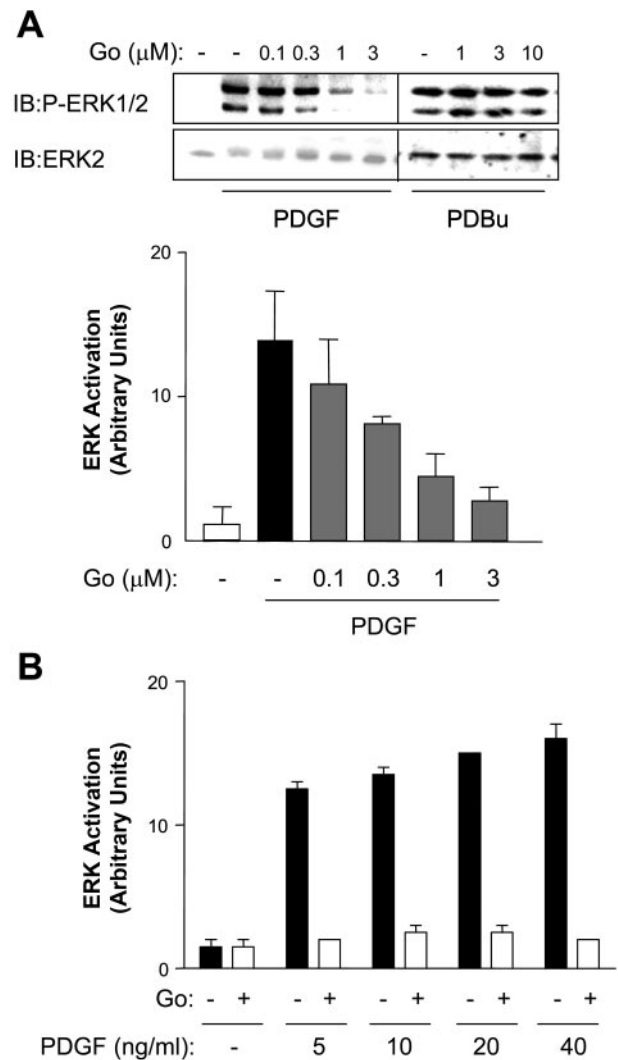 A
Go (μM): - - 0.1 0.3 1 3 - 1 3 10
IB:P-ERK1/2
IB:ERK2
PDGF PDBu
20
10
0
ERK Activation
(Arbitrary Units)
Go (μM): - - 0.1 0.3 1 3
PDGF
B
20
10
0
ERK Activation
(Arbitrary Units)
Go: - + - + - + - + - +
PDGF (ng/ml): - 5 10 20 40